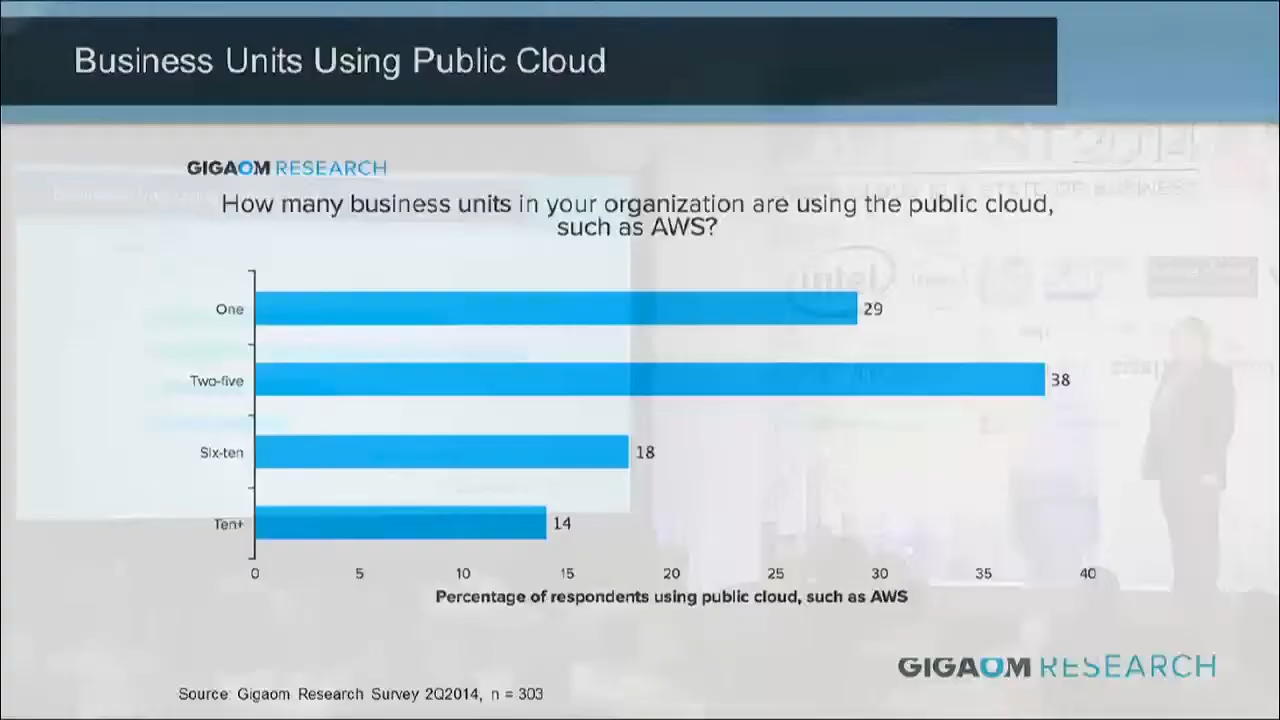 Business Units Using Public Cloud
GIGAOM RESEARCH
How many business units in your organization are using the public cloud,
such as AWS?
One
29
Two-five
38
Six-ten
18
Ten+
14
0 5 10 15 20 25 30 35 40
Percentage of respondents using public cloud, such as AWS
GIGAOM RESEARCH
Source: Gigaom Research Survey 2Q2014, n = 303
intel